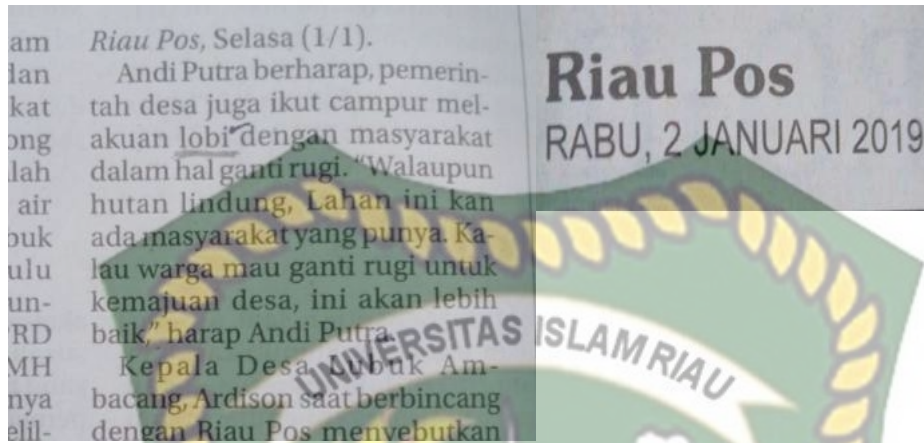 am
dan
kat
ong
lah
air
buk
ulu
un-
PRD
MH
nya
elil-
Riau Pos, Selasa (1/1).
Andi Putra berharap, pemerin-
tah desa juga ikut campur mel-
akuan lobi dengan masyarakat
dalam hal ganti rugi. “Walaupun
hutan lindung, Lahan ini kan
ada masyarakat yang punya. Ka-
lau warga mau ganti rugi untuk
kemajuan desa, ini akan lebih
baik,” harap Andi Putra.
Kepala Desa Lubuk Am-
bacang, Ardison saat berbincang
dengan Riau Pos menyebutkan
Riau Pos
RABU, 2 JANUARI 2019
UNIVERSITAS ISLAM RIAU